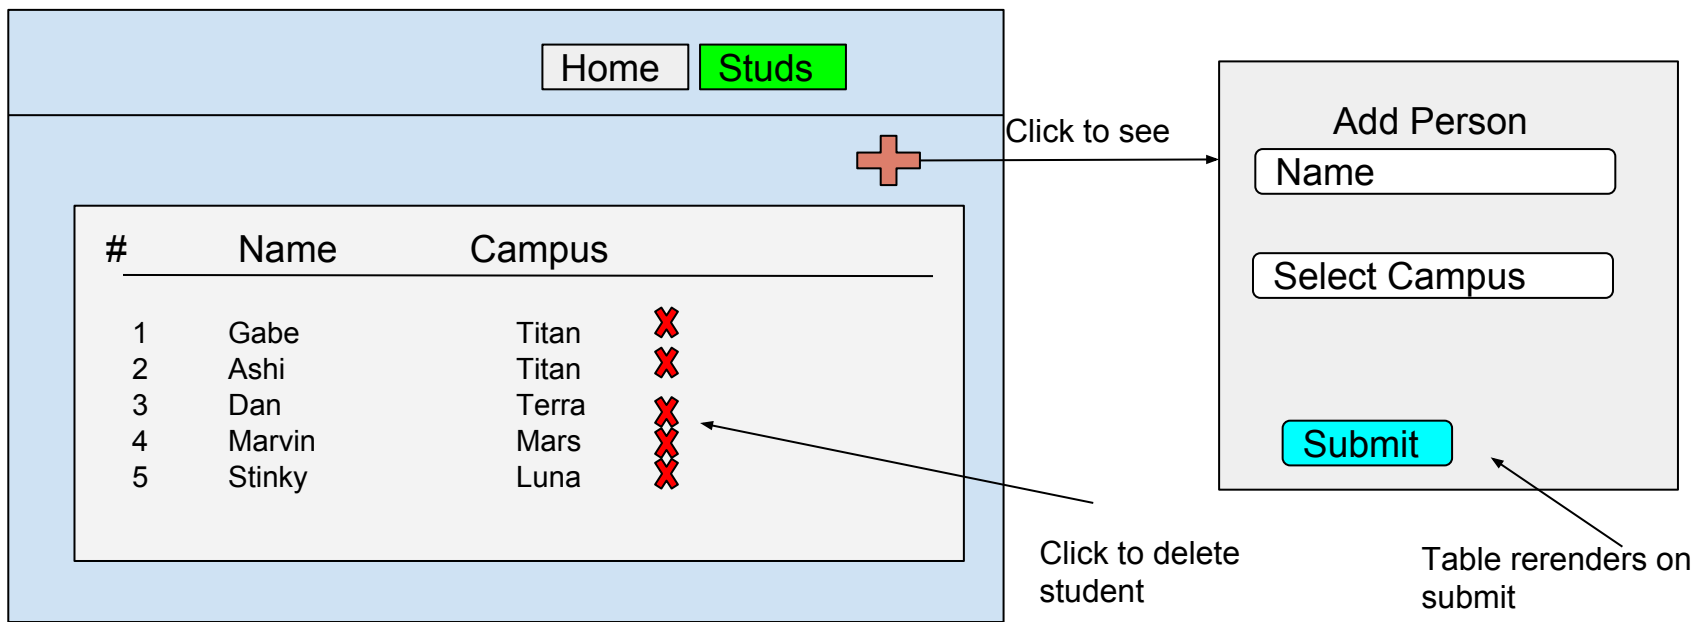 Home Studs
Click to see
# Name Campus
1 Gabe Titan
2 Ashi Titan
3 Dan Terra
4 Marvin Mars
5 Stinky Luna
Add Person
Name
Select Campus
Submit
Click to delete
student
Table rerenders on
submit